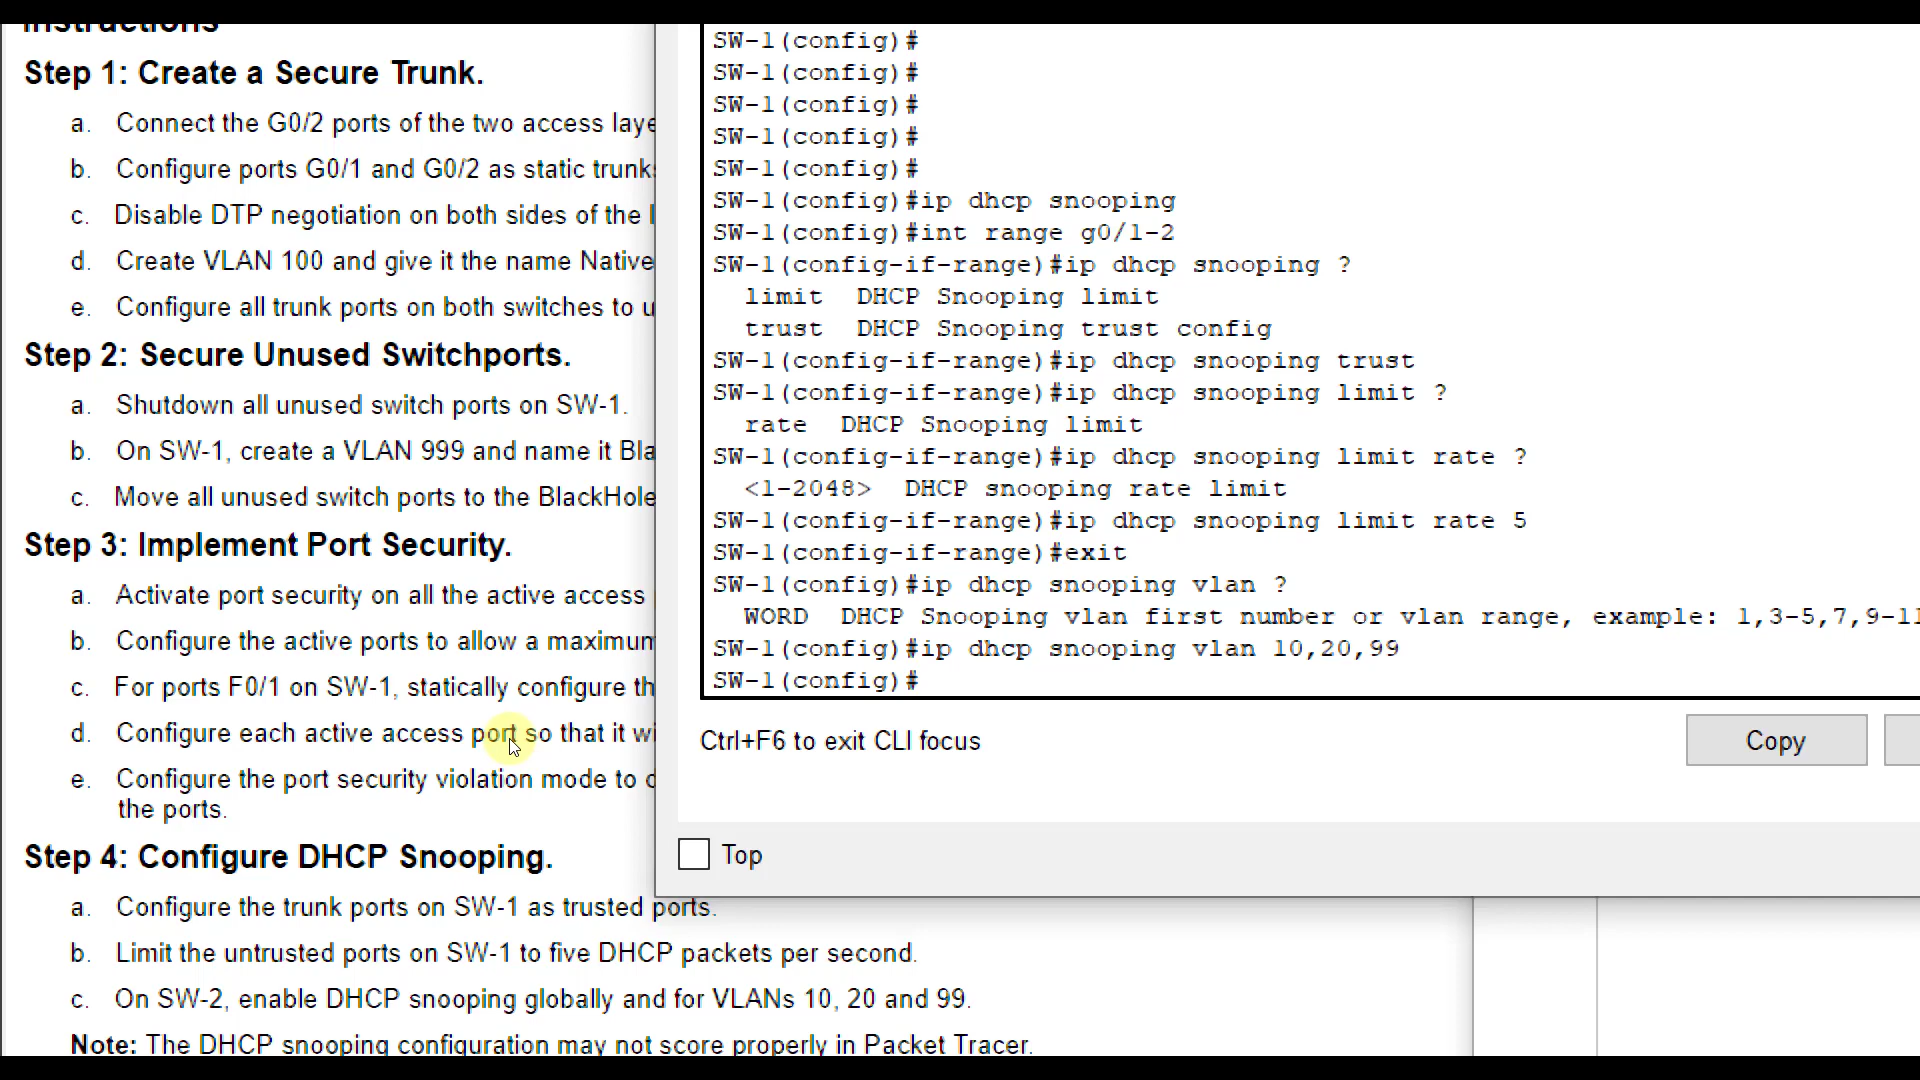 Instructions
Step 1: Create a Secure Trunk.
a. Connect the G0/2 ports of the two access laye
b. Configure ports G0/1 and G0/2 as static trunks
c. Disable DTP negotiation on both sides of the l
d. Create VLAN 100 and give it the name Native
e. Configure all trunk ports on both switches to u
Step 2: Secure Unused Switchports.
a. Shutdown all unused switch ports on SW-1.
b. On SW-1, create a VLAN 999 and name it Bla
c. Move all unused switch ports to the BlackHole
Step 3: Implement Port Security.
a. Activate port security on all the active access
b. Configure the active ports to allow a maximum
c. For ports F0/1 on SW-1, statically configure th
d. Configure each active access port so that it wi
e. Configure the port security violation mode to d
the ports.
Step 4: Configure DHCP Snooping.
a. Configure the trunk ports on SW-1 as trusted ports.
b. Limit the untrusted ports on SW-1 to five DHCP packets per second.
c. On SW-2, enable DHCP snooping globally and for VLANs 10, 20 and 99.
Note: The DHCP snooping configuration may not score properly in Packet Tracer.
SW-1(config)#
SW-1(config)#
SW-1(config)#
SW-1(config)#
SW-1(config)#
SW-1(config)#ip dhcp snooping
SW-1(config)#int range g0/1-2
SW-1(config-if-range)#ip dhcp snooping ?
limit DHCP Snooping limit
trust DHCP Snooping trust config
SW-1(config-if-range)#ip dhcp snooping trust
SW-1(config-if-range)#ip dhcp snooping limit ?
rate DHCP Snooping limit
SW-1(config-if-range)#ip dhcp snooping limit rate ?
<1-2048> DHCP snooping rate limit
SW-1(config-if-range)#ip dhcp snooping limit rate 5
SW-1(config-if-range)#exit
SW-1(config)#ip dhcp snooping vlan ?
WORD DHCP Snooping vlan first number or vlan range, example: 1,3-5,7,9-11
SW-1(config)#ip dhcp snooping vlan 10,20,99
SW-1(config)#
Ctrl+F6 to exit CLI focus
Copy
Top